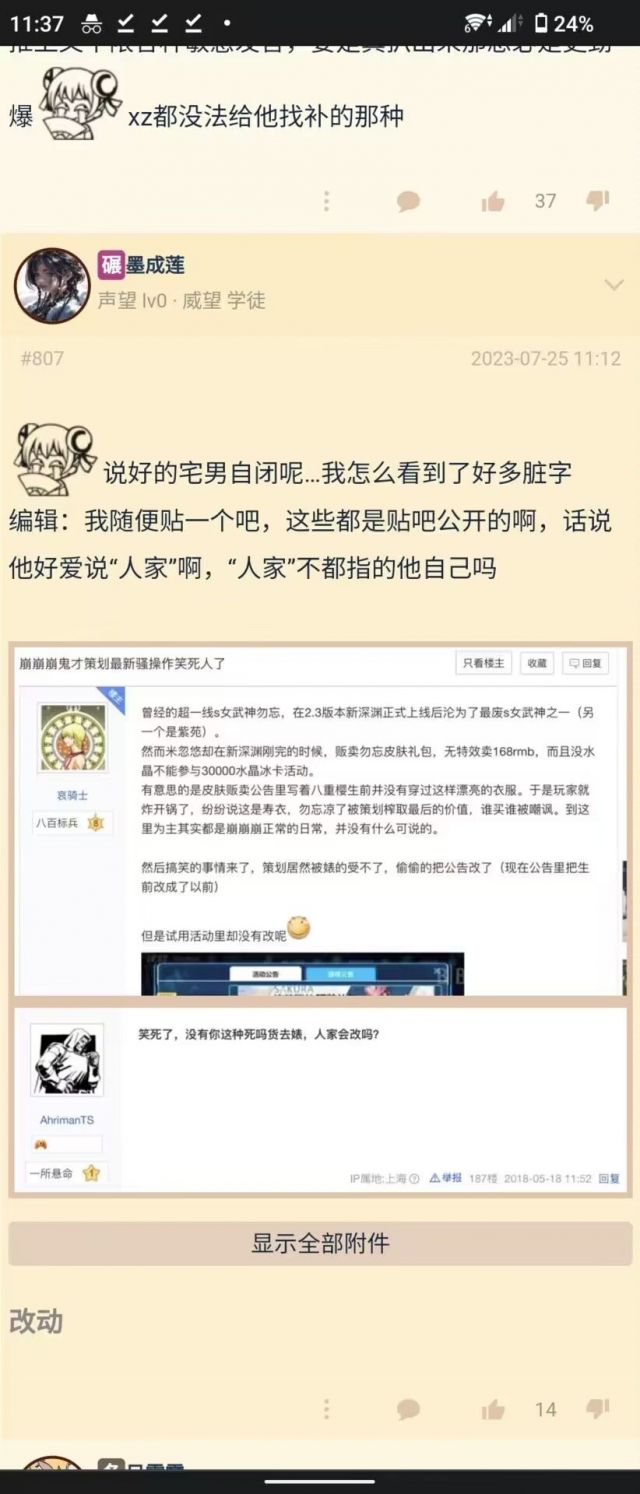 11:37
24%
爆 xz都没法给他找补的那种
37
碾墨成莲
声望 lv0 · 威望 学徒
#807
2023-07-25 11:12
说好的宅男自闭呢...我怎么看到了好多脏字
编辑：我随便贴一个吧，这些都是贴吧公开的啊，话说
他好爱说“人家”啊，“人家”不都指的他自己吗
崩崩崩鬼才策划最新骚操作笑死人了
只看楼主 收藏 回复
楼主
曾经的超一线s女武神勿忘，在2.3版本新深渊正式上线后沦为了最废s女武神之一（另
一个是紫苑）。
然而米忽悠却在新深渊刚完的时候，贩卖勿忘皮肤礼包，无特效卖168rmb，而且没水
晶不能参与30000水晶冰卡活动。
有意思的是皮肤贩卖公告里写着八重樱生前并没有穿过这样漂亮的衣服。于是玩家就
炸开锅了，纷纷说这是寿衣，勿忘凉了被策划榨取最后的价值，谁买谁被嘲讽。到这
里为主其实都是崩崩崩正常的日常，并没有什么可说的。
哀骑士
八百标兵 8
然后搞笑的事情来了，策划居然被婊的受不了，偷偷的把公告改了（现在公告里把生
前改成了以前）
但是试用活动里却没有改呢
活动公告 游戏公告
SAKURA
笑死了，没有你这种死吗货去婊，人家会改吗?
AhrimanTS
一所悬命 1
IP属地:上海 举报 187楼 2018-05-18 11:52 回复
显示全部附件
改动
14